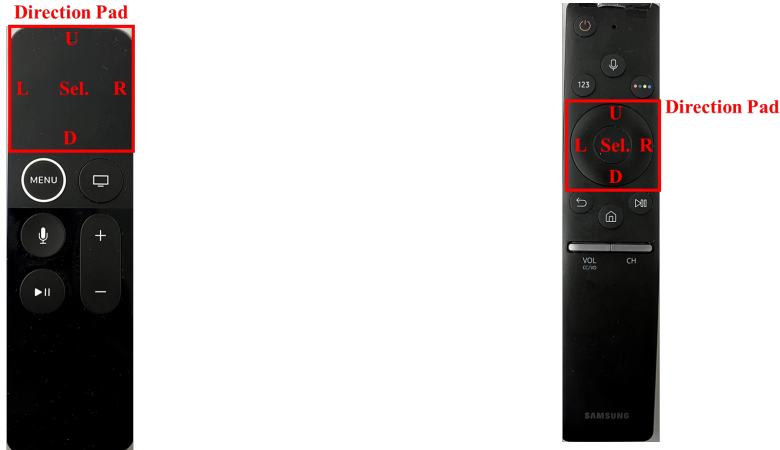 Direction Pad
U
L Sel. R
D
MENU
123
Direction Pad
U
L Sel. R
D
VOL
CC/VD
CH
SAMSUNG